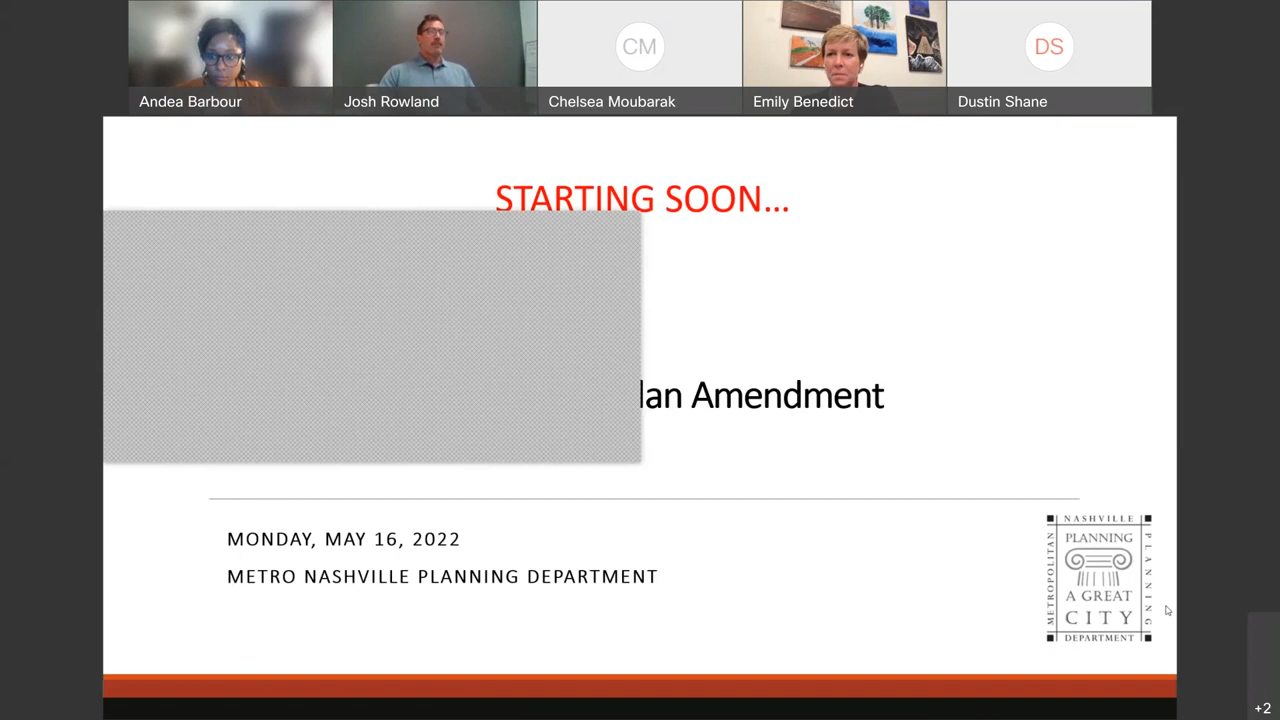 CM
DS
Andea Barbour
Josh Rowland
Chelsea Moubarak
Emily Benedict
Dustin Shane
STARTING SOON...
lan Amendment
MONDAY, MAY 16, 2022
METRO NASHVILLE PLANNING DEPARTMENT
NASHVILLE
METROPOLITAN
PLANNING
A GREAT
CITY
PLANNING
DEPARTMENT
+2